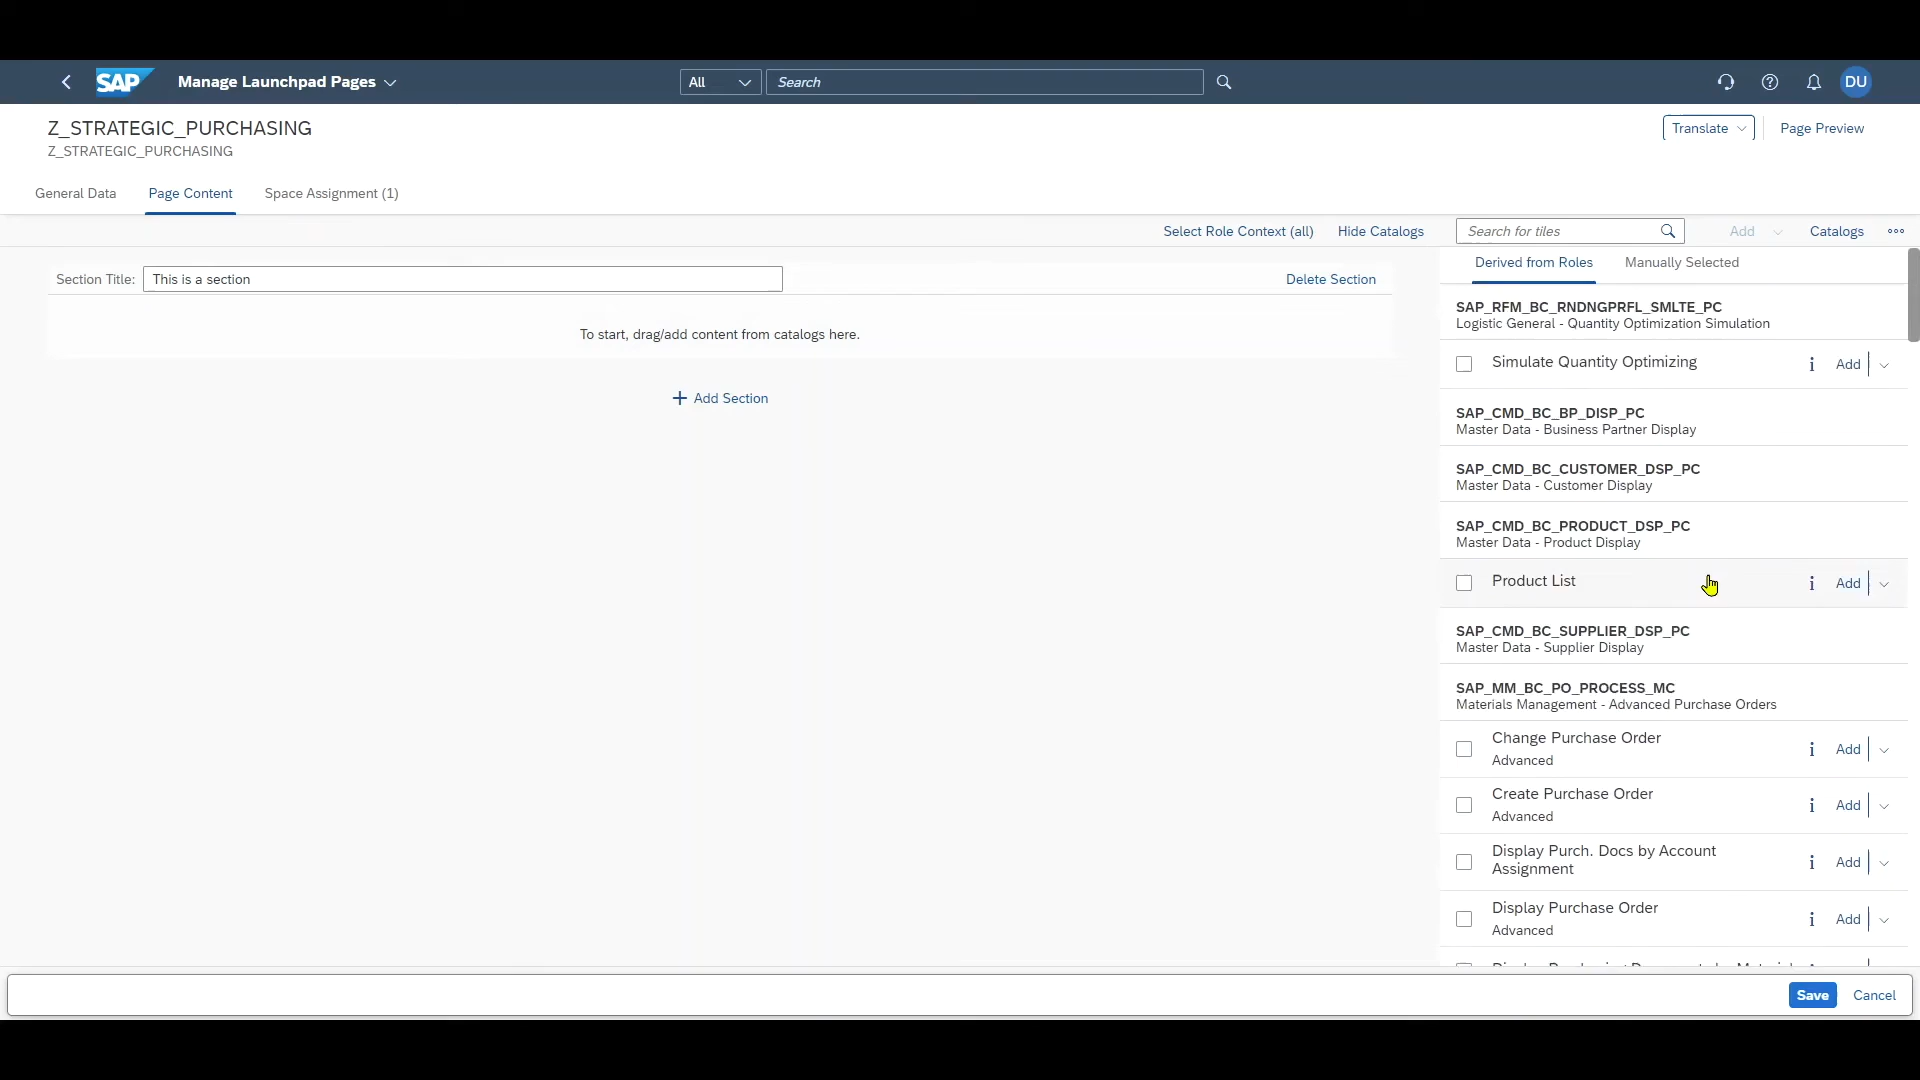 SAP
Manage Launchpad Pages
All
Search
DU
Z_STRATEGIC_PURCHASING
Z_STRATEGIC_PURCHASING
Translate
Page Preview
General Data
Page Content
Space Assignment (1)
Select Role Context (all)
Hide Catalogs
Search for tiles
Add
Catalogs
Section Title:
This is a section
Delete Section
To start, drag/add content from catalogs here.
Add Section
Derived from Roles
Manually Selected
SAP_RFM_BC_RNDNGPRFL_SMLTE_PC
Logistic General - Quantity Optimization Simulation
Simulate Quantity Optimizing
Add
SAP_CMD_BC_BP_DISP_PC
Master Data - Business Partner Display
SAP_CMD_BC_CUSTOMER_DSP_PC
Master Data - Customer Display
SAP_CMD_BC_PRODUCT_DSP_PC
Master Data - Product Display
Product List
Add
SAP_CMD_BC_SUPPLIER_DSP_PC
Master Data - Supplier Display
SAP_MM_BC_PO_PROCESS_MC
Materials Management - Advanced Purchase Orders
Change Purchase Order
Advanced
Add
Create Purchase Order
Advanced
Add
Display Purch. Docs by Account
Assignment
Add
Display Purchase Order
Advanced
Add
Save
Cancel